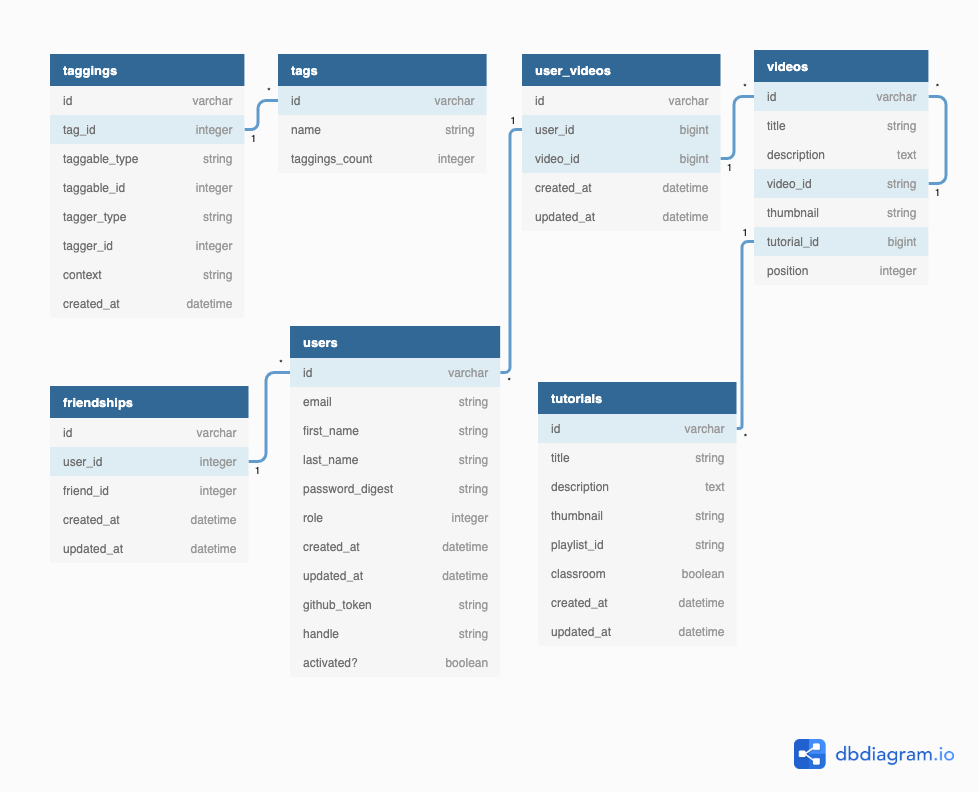 taggings
id varchar
tag_id integer
taggable_type string
taggable_id integer
tagger_type string
tagger_id integer
context string
created_at datetime
*
1
tags
id varchar
name string
taggings_count integer
user_videos
id varchar
user_id bigint
video_id bigint
created_at datetime
updated_at datetime
1
*
1
*
videos
id varchar
title string
description text
video_id string
thumbnail string
tutorial_id bigint
position integer
*
1
1
*
friendships
id varchar
user_id integer
friend_id integer
created_at datetime
updated_at datetime
*
1
users
id varchar
email string
first_name string
last_name string
password_digest string
role integer
created_at datetime
updated_at datetime
github_token string
handle string
activated? boolean
tutorials
id varchar
title string
description text
thumbnail string
playlist_id string
classroom boolean
created_at datetime
updated_at datetime
dbdiagram.io